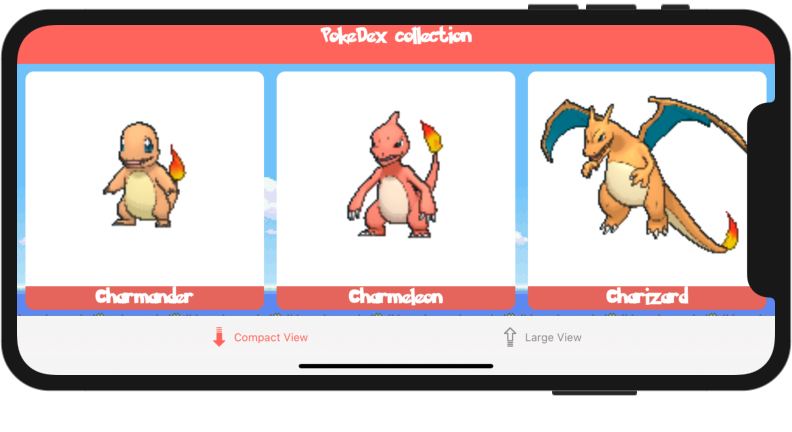 PokeDex collection
Charmander
Charmeleon
Charizard
Compact View
Large View